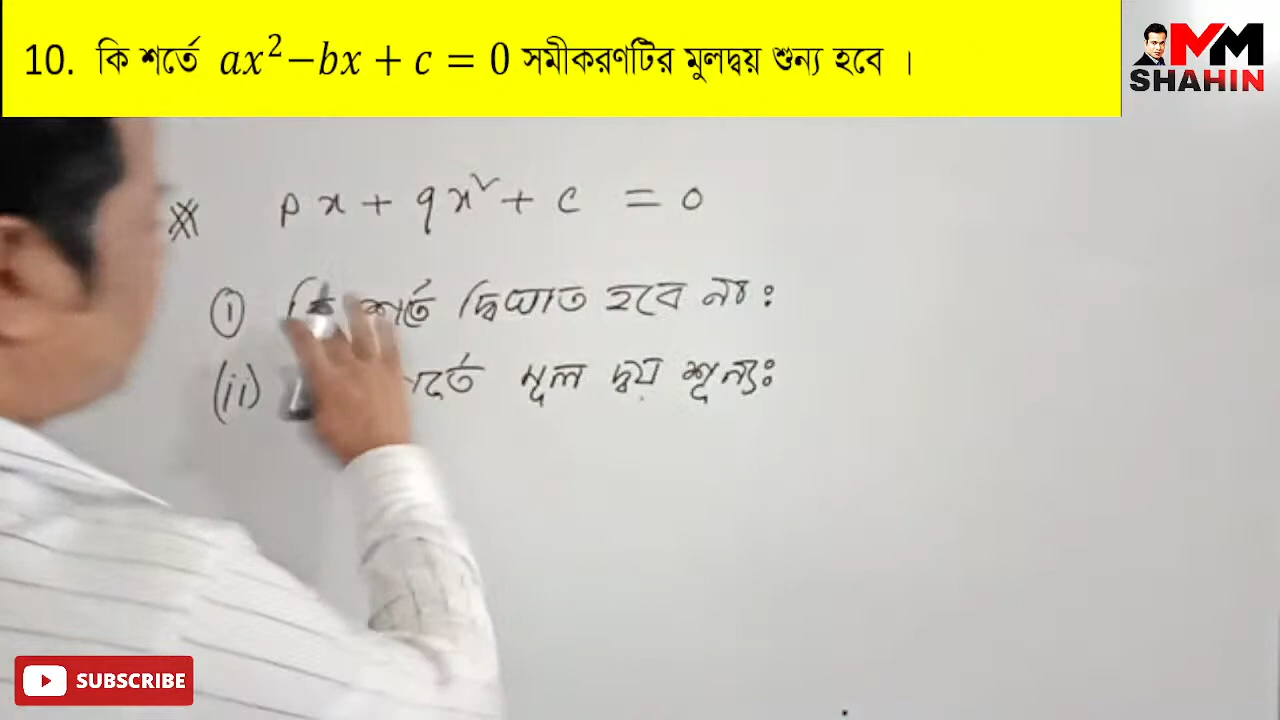 10. কি শর্তে ax²−bx + c = 0 সমীকরণটির মুলদ্বয় শুন্য হবে ।
MM
SHAHIN
※ px + qx² + c = 0
(i) কি শর্তে দ্বিঘাত হবে না :
(ii) শর্তে মূল দ্বয় শূন্যঃ
SUBSCRIBE